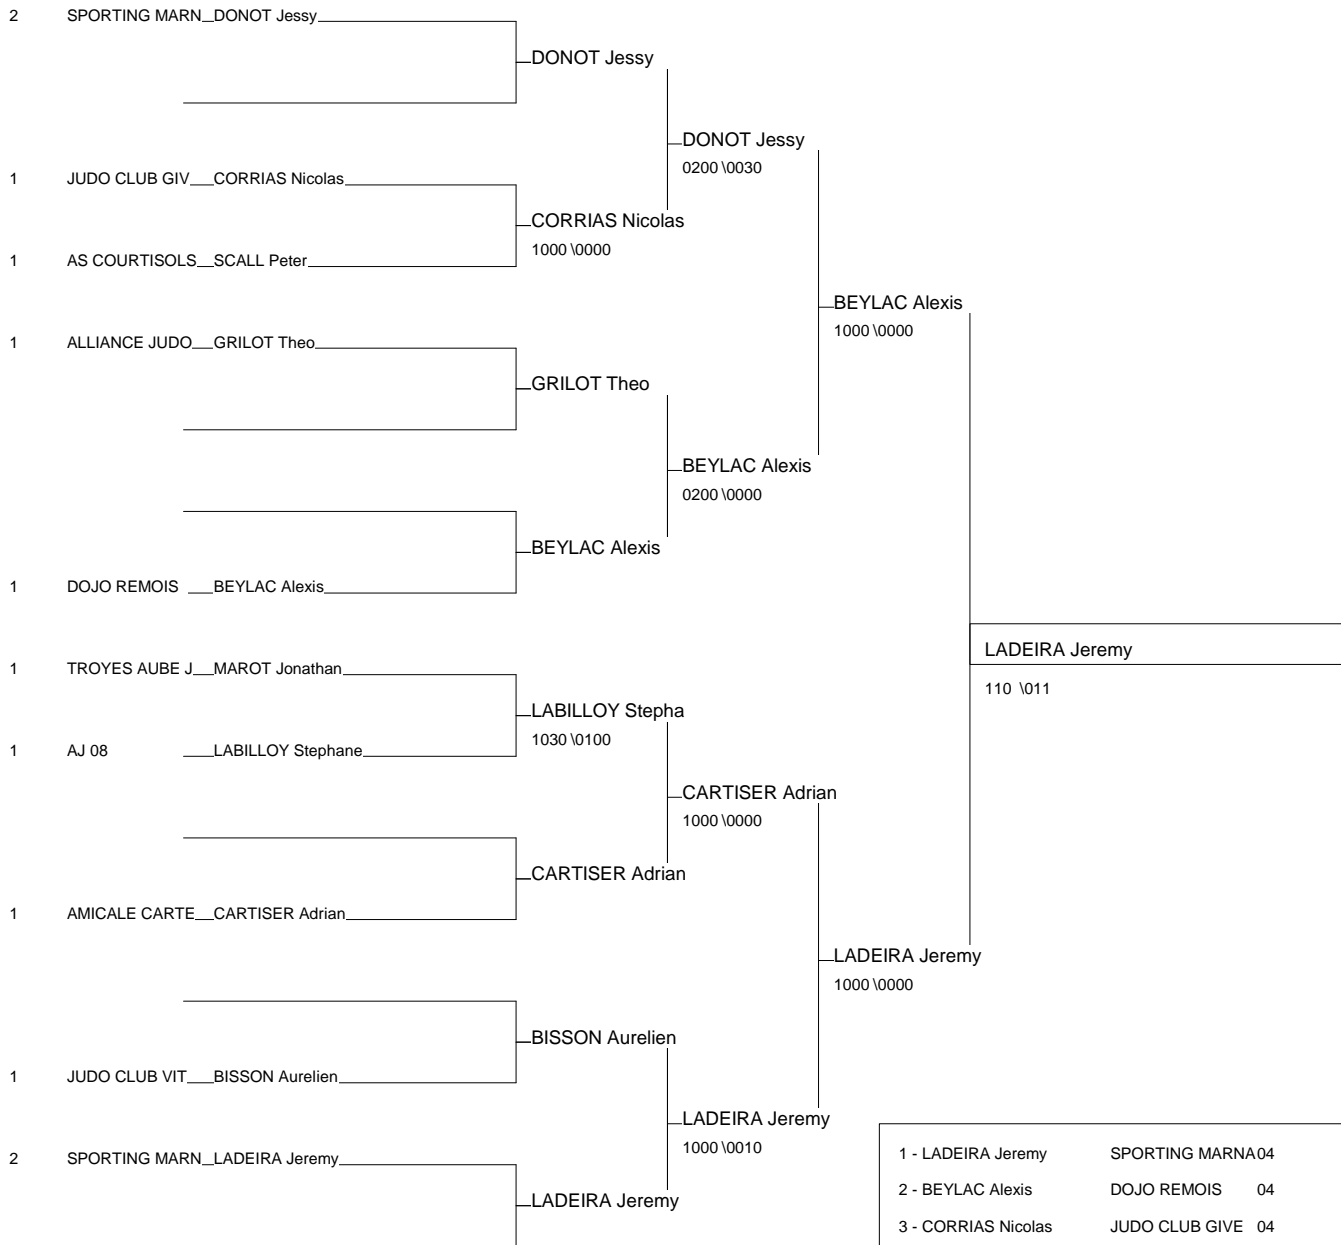 2 SPORTING MARN DONOT Jessy
DONOT Jessy
DONOT Jessy
0200 \0030
1 JUDO CLUB GIV CORRIAS Nicolas
CORRIAS Nicolas
1000 \0000
1 AS COURTISOLS SCALL Peter
BEYLAC Alexis
1000 \0000
1 ALLIANCE JUDO GRILOT Theo
GRILOT Theo
BEYLAC Alexis
0200 \0000
BEYLAC Alexis
1 DOJO REMOIS BEYLAC Alexis
LADEIRA Jeremy
110 \011
1 TROYES AUBE J MAROT Jonathan
LABILLOY Stepha
1030 \0100
1 AJ 08 LABILLOY Stephane
CARTISER Adrian
1000 \0000
CARTISER Adrian
1 AMICALE CARTE CARTISER Adrian
LADEIRA Jeremy
1000 \0000
BISSON Aurelien
1 JUDO CLUB VIT BISSON Aurelien
LADEIRA Jeremy
1000 \0010
2 SPORTING MARN LADEIRA Jeremy
LADEIRA Jeremy
1 - LADEIRA Jeremy SPORTING MARNA 04
2 - BEYLAC Alexis DOJO REMOIS 04
3 - CORRIAS Nicolas JUDO CLUB GIVE 04